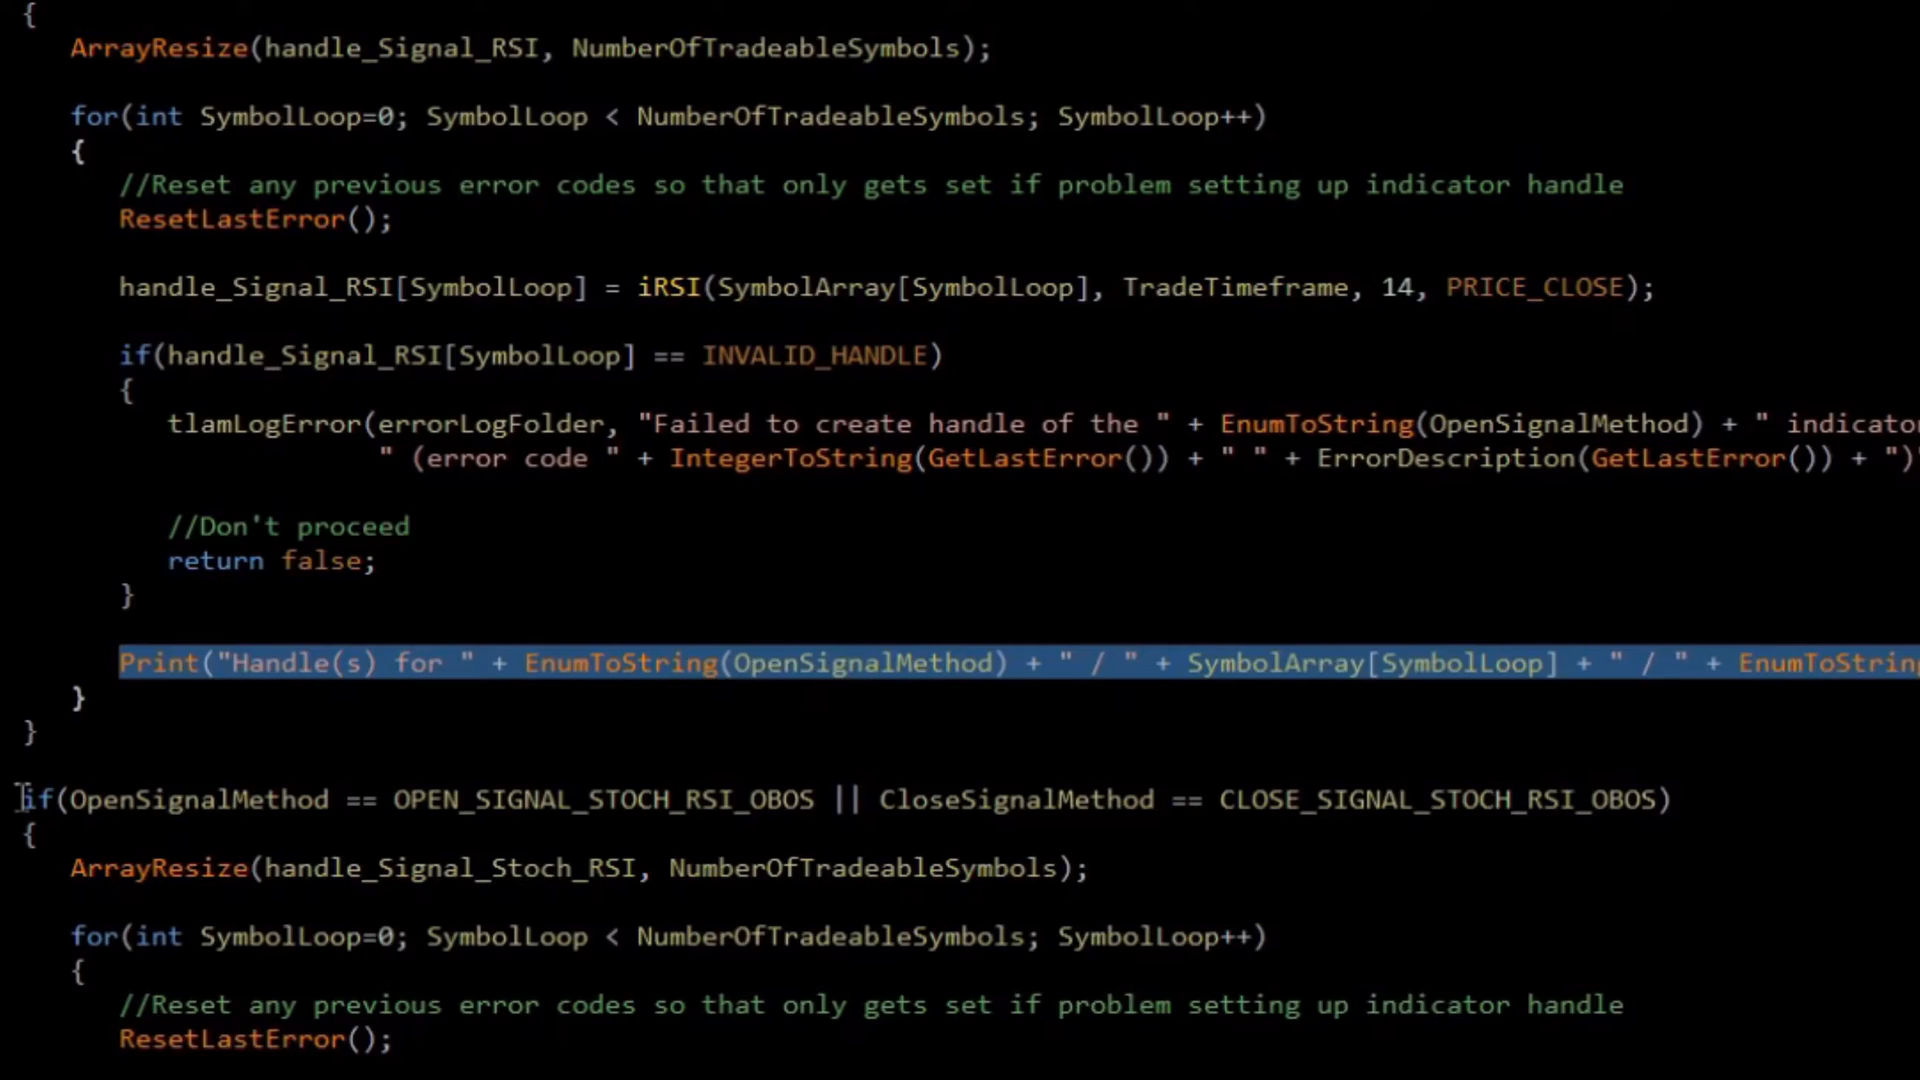 {
ArrayResize(handle_Signal_RSI, NumberOfTradeableSymbols);
for(int SymbolLoop=0; SymbolLoop < NumberOfTradeableSymbols; SymbolLoop++)
{
//Reset any previous error codes so that only gets set if problem setting up indicator handle
ResetLastError();
handle_Signal_RSI[SymbolLoop] = iRSI(SymbolArray[SymbolLoop], TradeTimeframe, 14, PRICE_CLOSE);
if(handle_Signal_RSI[SymbolLoop] == INVALID_HANDLE)
{
tlamLogError(errorLogFolder, "Failed to create handle of the " + EnumToString(OpenSignalMethod) + " indicator
" (error code " + IntegerToString(GetLastError()) + " " + ErrorDescription(GetLastError()) + ")"
//Don't proceed
return false;
}
Print("Handle(s) for " + EnumToString(OpenSignalMethod) + " / " + SymbolArray[SymbolLoop] + " / " + EnumToString
}
}
if(OpenSignalMethod == OPEN_SIGNAL_STOCH_RSI_OBOS || CloseSignalMethod == CLOSE_SIGNAL_STOCH_RSI_OBOS)
{
ArrayResize(handle_Signal_Stoch_RSI, NumberOfTradeableSymbols);
for(int SymbolLoop=0; SymbolLoop < NumberOfTradeableSymbols; SymbolLoop++)
{
//Reset any previous error codes so that only gets set if problem setting up indicator handle
ResetLastError();